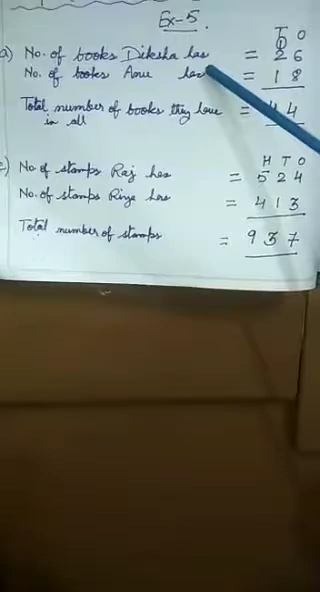 Ex-5
T O
1
a) No. of books Diksha has = 2 6
No. of books Anu has = 1 8
Total number of books they have = 4 4
in all
H T O
c) No of stamps Raj has = 5 2 4
No. of stamps Riya has = 4 1 3
Total number of stamps = 9 3 7